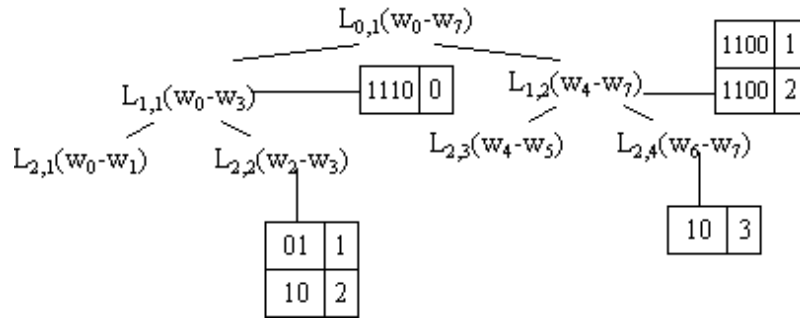 L₀,₁(w₀-w₇)
1100 1
L₁,₁(w₀-w₃) 1110 0 L₁,₂(w₄-w₇) 1100 2
L₂,₁(w₀-w₁) L₂,₂(w₂-w₃) L₂,₃(w₄-w₅) L₂,₄(w₆-w₇)
10 3
01 1
10 2